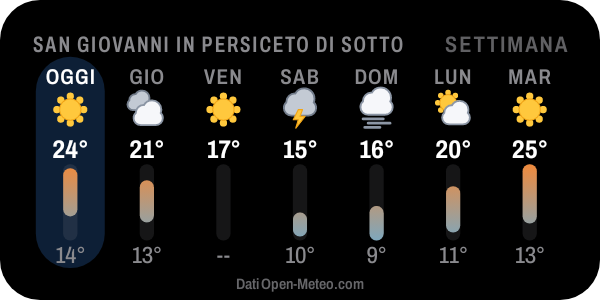 SAN GIOVANNI IN PERSICETO DI SOTTO SETTIMANA
OGGI GIO VEN SAB DOM LUN MAR
24° 21° 17° 15° 16° 20° 25°
14° 13° -- 10° 9° 11° 13°
Dati Open-Meteo.com